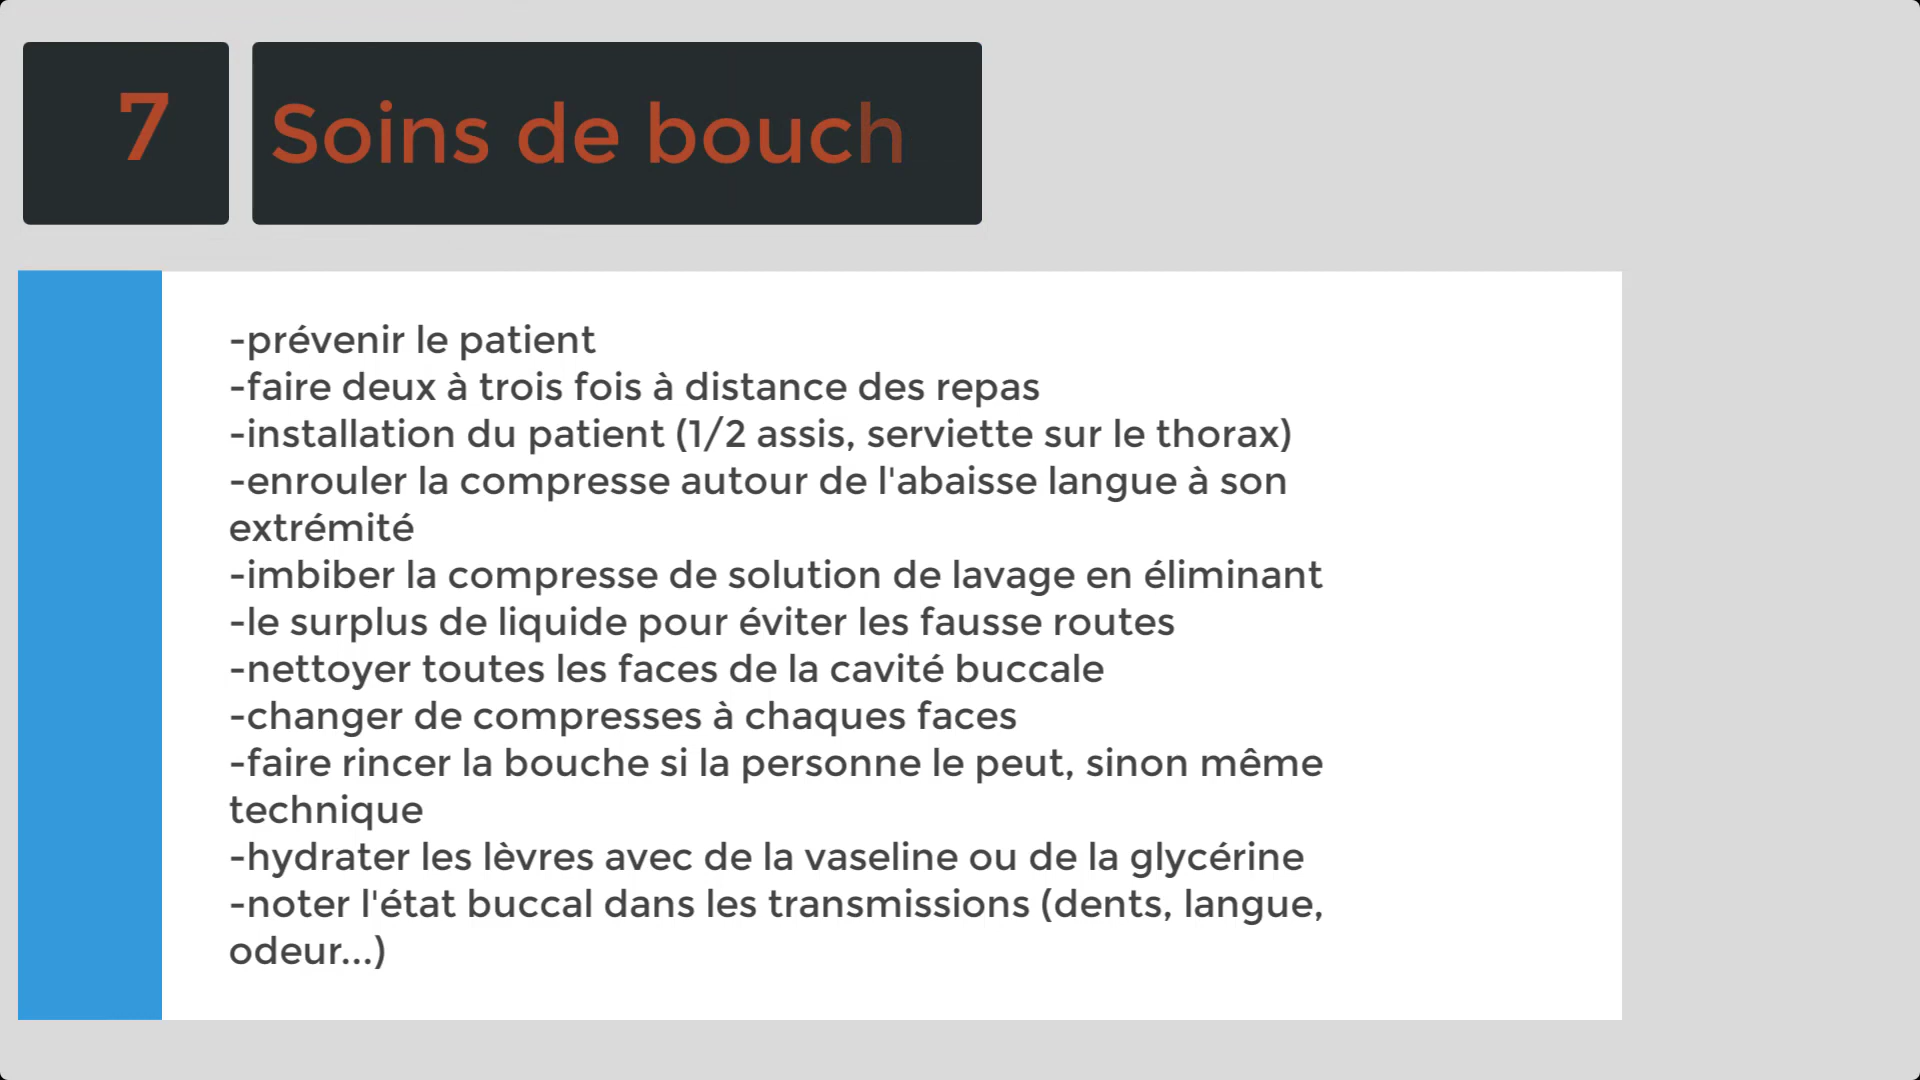 7
Soins de bouch
-prévenir le patient
-faire deux à trois fois à distance des repas
-installation du patient (1/2 assis, serviette sur le thorax)
-enrouler la compresse autour de l'abaisse langue à son
extrémité
-imbiber la compresse de solution de lavage en éliminant
-le surplus de liquide pour éviter les fausse routes
-nettoyer toutes les faces de la cavité buccale
-changer de compresses à chaques faces
-faire rincer la bouche si la personne le peut, sinon même
technique
-hydrater les lèvres avec de la vaseline ou de la glycérine
-noter l'état buccal dans les transmissions (dents, langue,
odeur...)